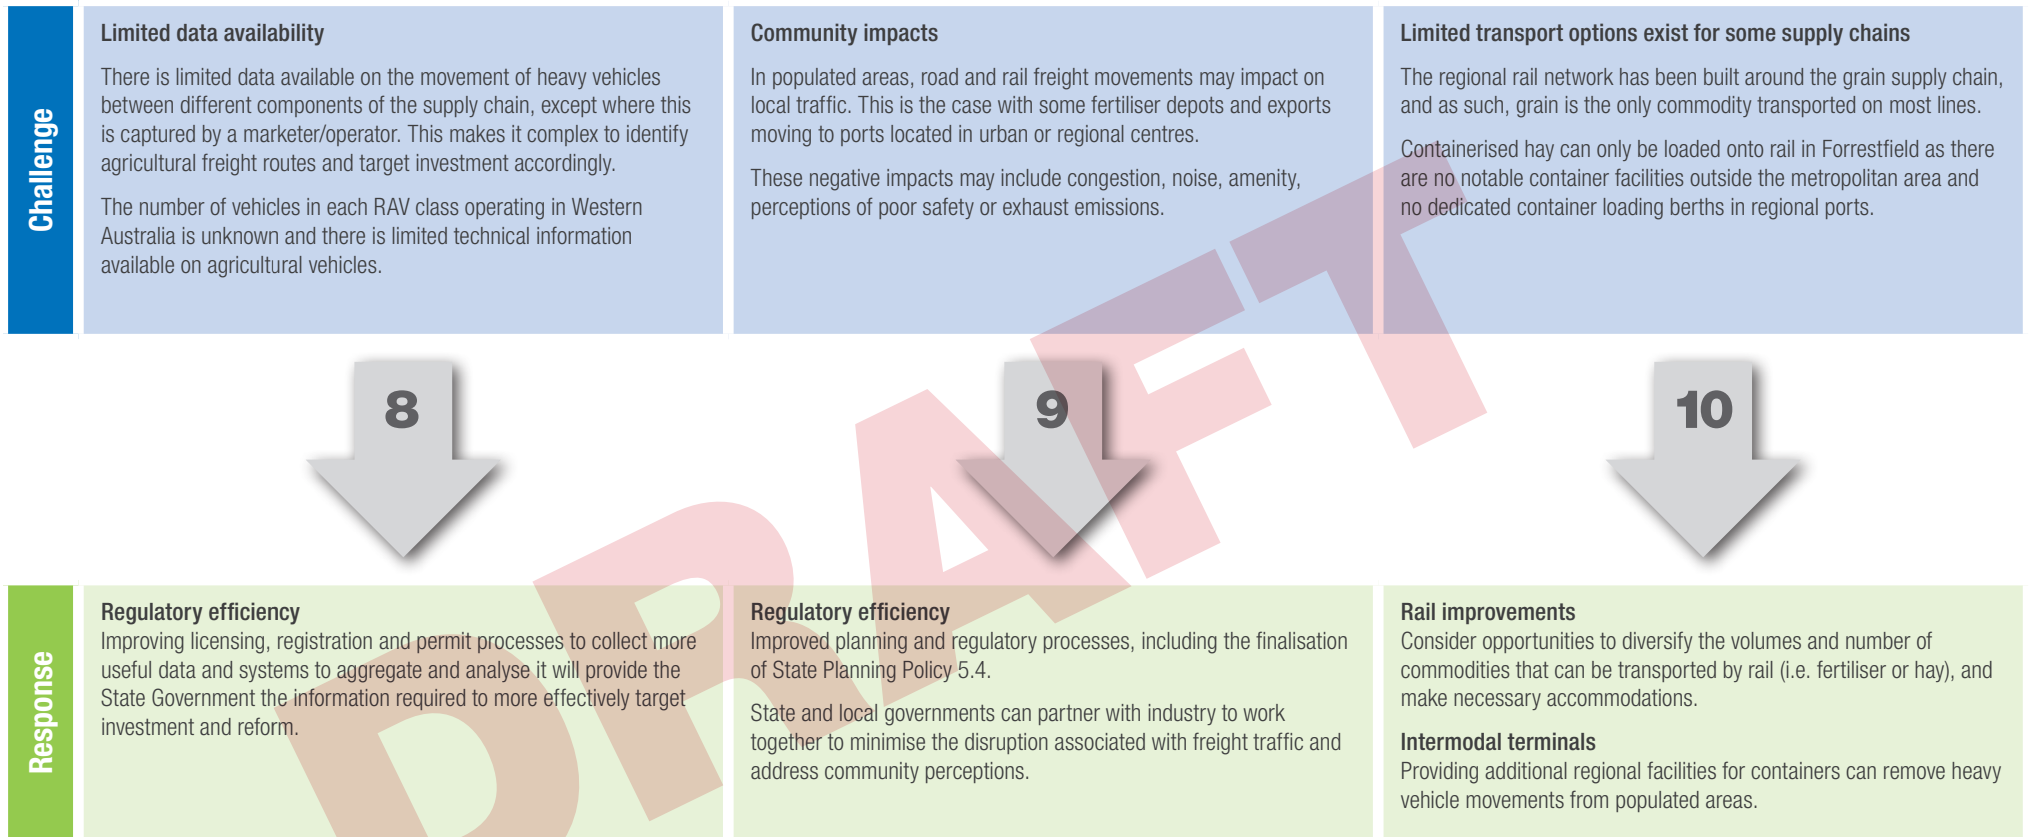 Challenge
Limited data availability
There is limited data available on the movement of heavy vehicles
between different components of the supply chain, except where this
is captured by a marketer/operator. This makes it complex to identify
agricultural freight routes and target investment accordingly.
The number of vehicles in each RAV class operating in Western
Australia is unknown and there is limited technical information
available on agricultural vehicles.
Community impacts
In populated areas, road and rail freight movements may impact on
local traffic. This is the case with some fertiliser depots and exports
moving to ports located in urban or regional centres.
These negative impacts may include congestion, noise, amenity,
perceptions of poor safety or exhaust emissions.
Limited transport options exist for some supply chains
The regional rail network has been built around the grain supply chain,
and as such, grain is the only commodity transported on most lines.
Containerised hay can only be loaded onto rail in Forrestfield as there
are no notable container facilities outside the metropolitan area and
no dedicated container loading berths in regional ports.
8
9
10
Response
Regulatory efficiency
Improving licensing, registration and permit processes to collect more
useful data and systems to aggregate and analyse it will provide the
State Government the information required to more effectively target
investment and reform.
Regulatory efficiency
Improved planning and regulatory processes, including the finalisation
of State Planning Policy 5.4.
State and local governments can partner with industry to work
together to minimise the disruption associated with freight traffic and
address community perceptions.
Rail improvements
Consider opportunities to diversify the volumes and number of
commodities that can be transported by rail (i.e. fertiliser or hay), and
make necessary accommodations.
Intermodal terminals
Providing additional regional facilities for containers can remove heavy
vehicle movements from populated areas.
DRAFT